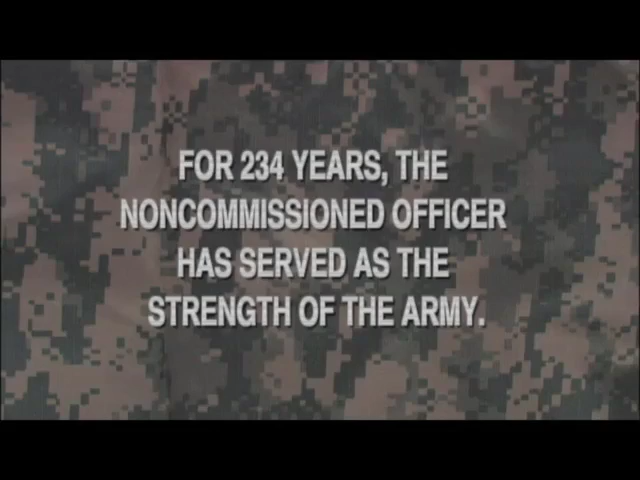 FOR 234 YEARS, THE
NONCOMMISSIONED OFFICER
HAS SERVED AS THE
STRENGTH OF THE ARMY.